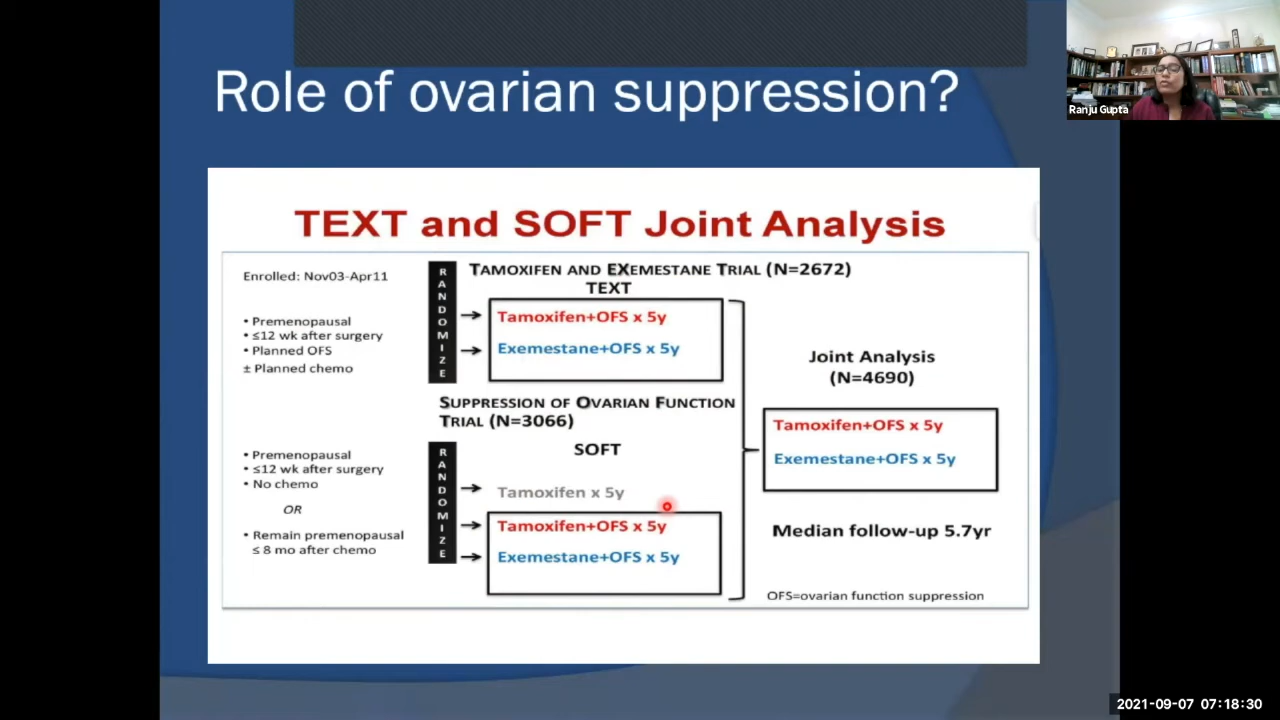 Role of ovarian suppression?
Ranju Gupta
TEXT and SOFT Joint Analysis
Enrolled: Nov03-Apr11
• Premenopausal
• ≤12 wk after surgery
• Planned OFS
± Planned chemo
RANDOMIZE
TAMOXIFEN AND EXEMESTANE TRIAL (N=2672)
TEXT
Tamoxifen+OFS x 5y
Exemestane+OFS x 5y
SUPPRESSION OF OVARIAN FUNCTION
TRIAL (N=3066)
SOFT
• Premenopausal
• ≤12 wk after surgery
• No chemo
OR
• Remain premenopausal
≤ 8 mo after chemo
RANDOMIZE
Tamoxifen x 5y
Tamoxifen+OFS x 5y
Exemestane+OFS x 5y
Joint Analysis
(N=4690)
Tamoxifen+OFS x 5y
Exemestane+OFS x 5y
Median follow-up 5.7yr
OFS=ovarian function suppression
2021-09-07 07:18:30